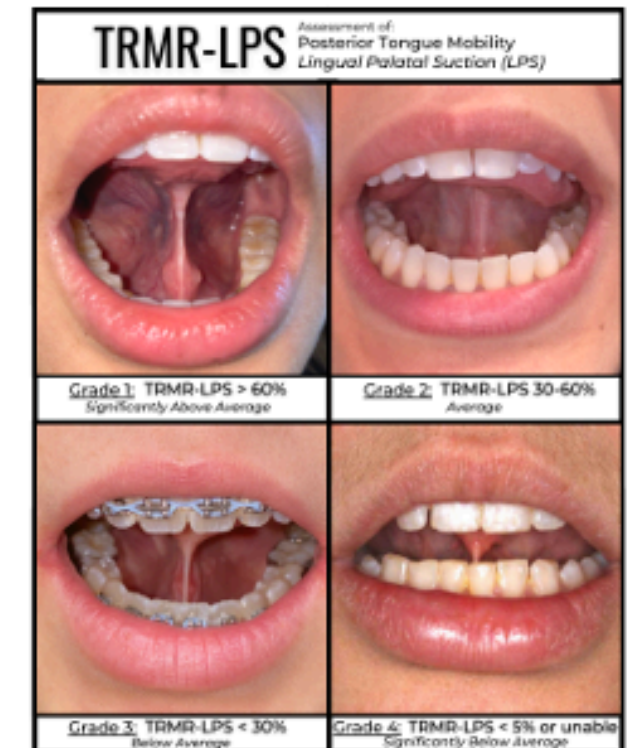 TRMR-LPS
Assessment of:
Posterior Tongue Mobility
Lingual Palatal Suction (LPS)
Grade 1: TRMR-LPS > 60%
Significantly Above Average
Grade 2: TRMR-LPS 30-60%
Average
Grade 3: TRMR-LPS < 30%
Below Average
Grade 4: TRMR-LPS < 5% or unable
Significantly Below Average